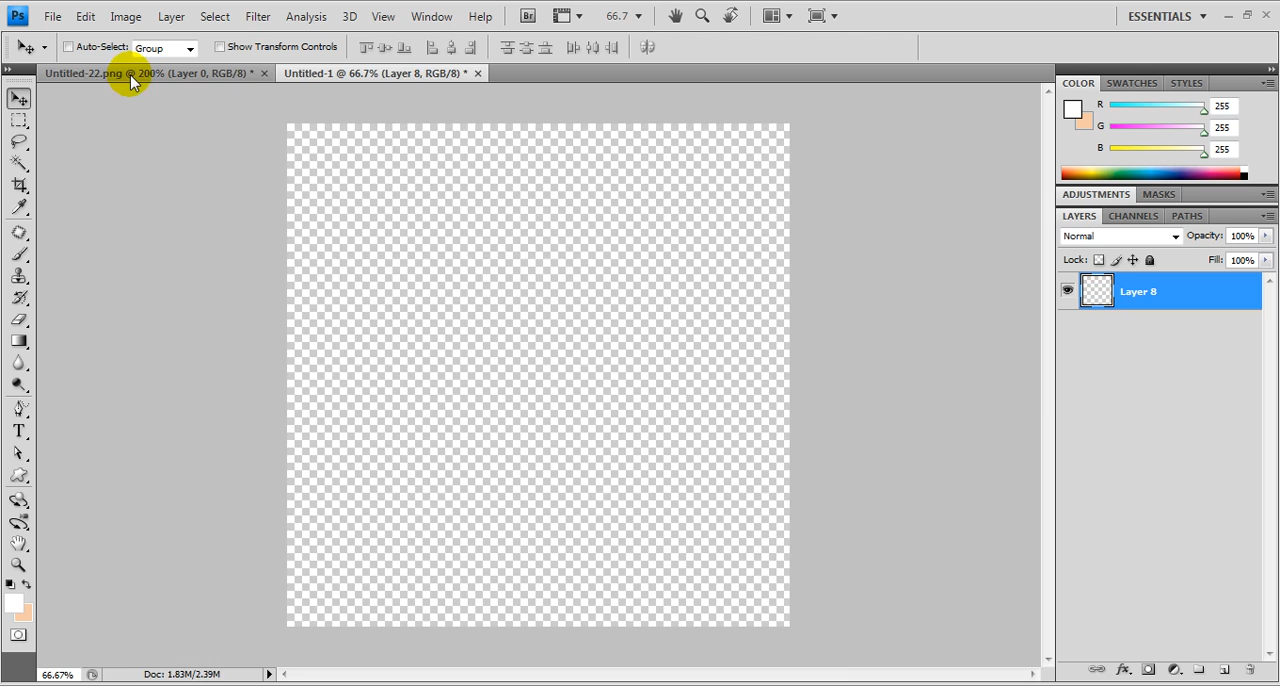 Ps File Edit Image Layer Select Filter Analysis 3D View Window Help Br 66.7 ESSENTIALS
Auto-Select: Group Show Transform Controls
Untitled-22.png @ 200% (Layer 0, RGB/8) * Untitled-1 @ 66.7% (Layer 8, RGB/8) *
COLOR SWATCHES STYLES
R 255
G 255
B 255
ADJUSTMENTS MASKS
LAYERS CHANNELS PATHS
Normal Opacity: 100%
Lock: Fill: 100%
Layer 8
T
66.67% Doc: 1.83M/2.39M
fx